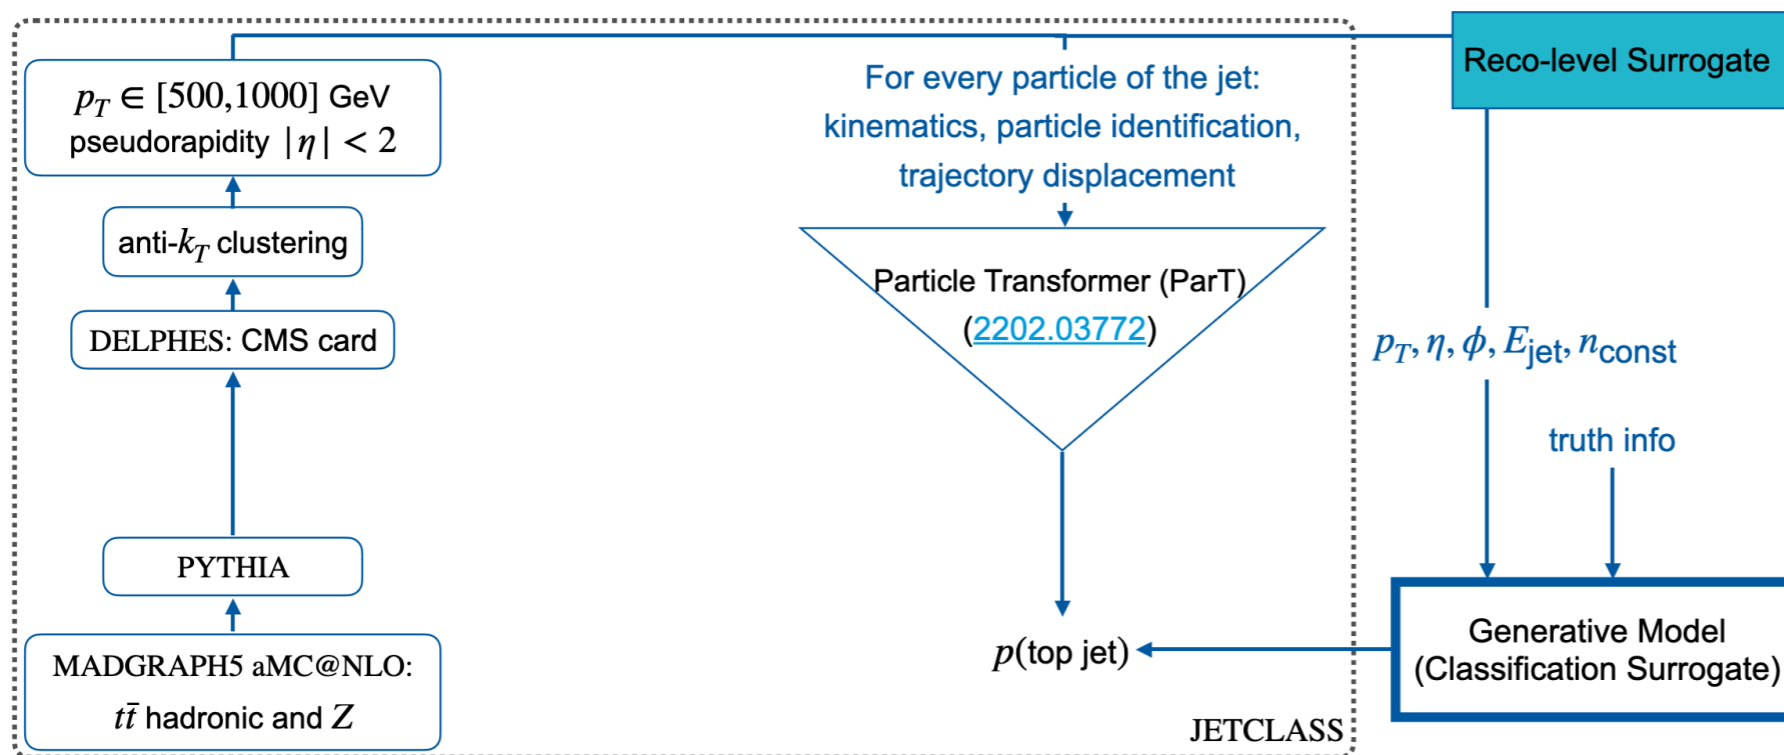 p_T ∈ [500,1000] GeV
pseudorapidity |η| < 2
anti-k_T clustering
DELPHES: CMS card
PYTHIA
MADGRAPH5 aMC@NLO:
tt̄ hadronic and Z
For every particle of the jet:
kinematics, particle identification,
trajectory displacement
Particle Transformer (ParT)
(2202.03772)
p(top jet)
JETCLASS
Reco-level Surrogate
p_T, η, ϕ, E_jet, n_const
truth info
Generative Model
(Classification Surrogate)